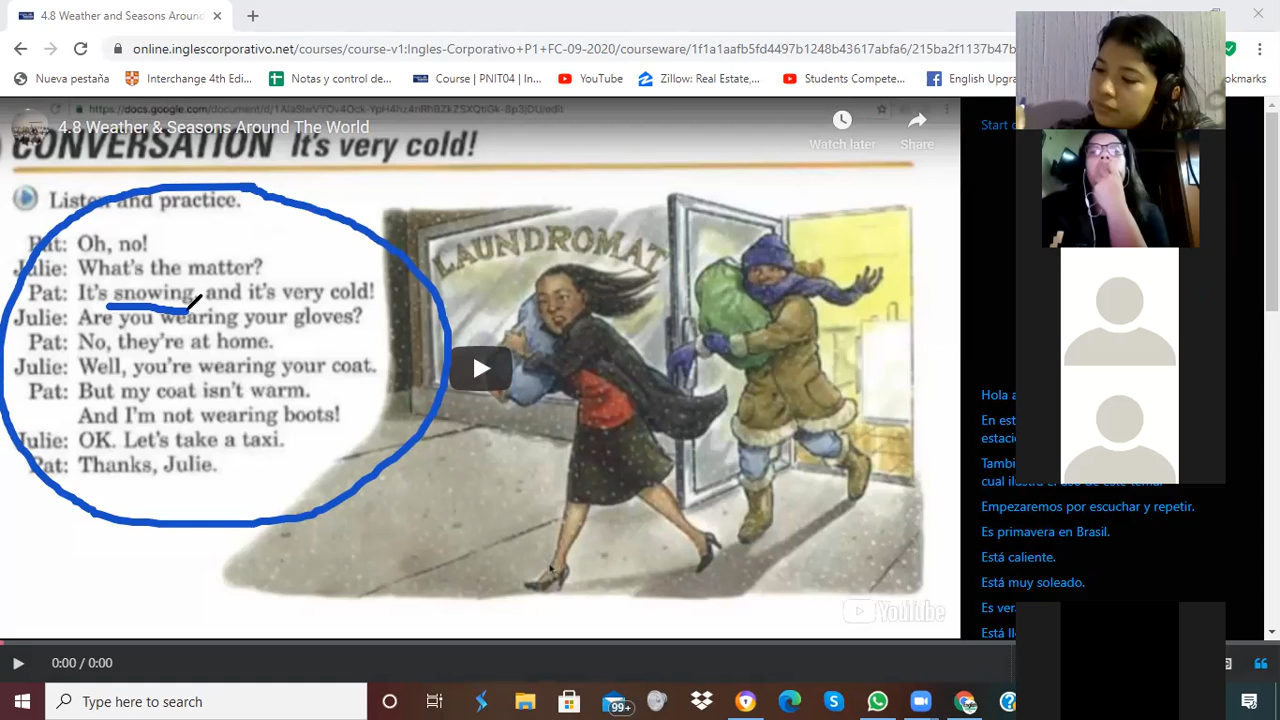 4.8 Weather and Seasons Around
online.inglescorporativo.net/courses/course-v1:Ingles-Corporativo P1+FC-09-2020/courseware/1f1a1aafb5fd4497b1248b43617abfa6/215ba2f1137b47b
Nueva pestaña
Interchange 4th Edi...
Notas y control de...
Course | PNIT04 | In...
YouTube
Zillow: Real Estate,...
Students Compete...
English Upgra
okmarks
4.8 Weather & Seasons Around The World
Watch later
Share
CONVERSATION It's very cold!
Listen and practice.
Pat: Oh, no!
Julie: What's the matter?
Pat: It's snowing, and it's very cold!
Julie: Are you wearing your gloves?
Pat: No, they're at home.
Julie: Well, you're wearing your coat.
Pat: But my coat isn't warm.
And I'm not wearing boots!
Julie: OK. Let's take a taxi.
Pat: Thanks, Julie.
LAUNDROMAT
YouTube
Start
Hola
En est
estacio
Tambi
Empezaremos por escuchar y repetir.
Es primavera en Brasil.
Está caliente.
Está muy soleado.
Es ver
Está ll
0:00 / 0:00
Type here to search
99+